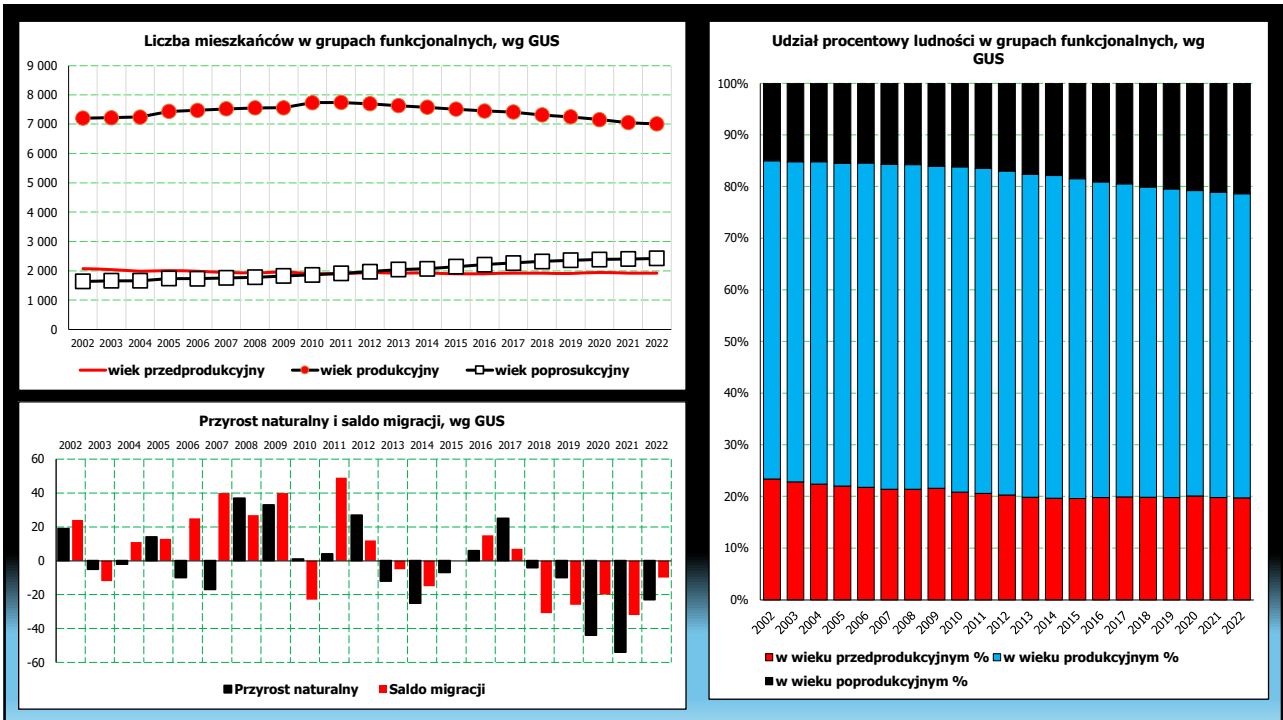 Liczba mieszkańców w grupach funkcjonalnych, wg GUS
9 000
8 000
7 000
6 000
5 000
4 000
3 000
2 000
1 000
0
2002 2003 2004 2005 2006 2007 2008 2009 2010 2011 2012 2013 2014 2015 2016 2017 2018 2019 2020 2021 2022
wiek przedprodukcyjny wiek produkcyjny wiek poprosukcyjny
Przyrost naturalny i saldo migracji, wg GUS
2002 2003 2004 2005 2006 2007 2008 2009 2010 2011 2012 2013 2014 2015 2016 2017 2018 2019 2020 2021 2022
60
40
20
0
-20
-40
-60
Przyrost naturalny Saldo migracji
Udział procentowy ludności w grupach funkcjonalnych, wg
GUS
100%
90%
80%
70%
60%
50%
40%
30%
20%
10%
0%
2002 2003 2004 2005 2006 2007 2008 2009 2010 2011 2012 2013 2014 2015 2016 2017 2018 2019 2020 2021 2022
w wieku przedprodukcyjnym % w wieku produkcyjnym %
w wieku poprodukcyjnym %